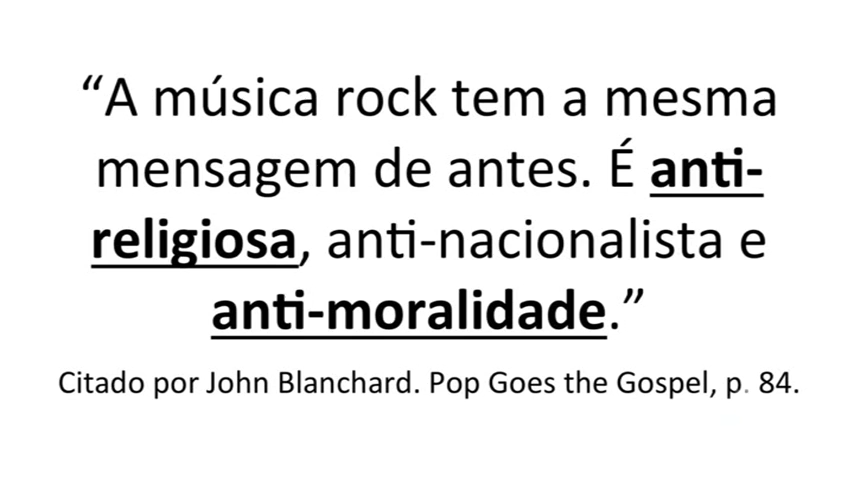 “A música rock tem a mesma
mensagem de antes. É anti-
religiosa, anti-nacionalista e
anti-moralidade.”
Citado por John Blanchard. Pop Goes the Gospel, p. 84.